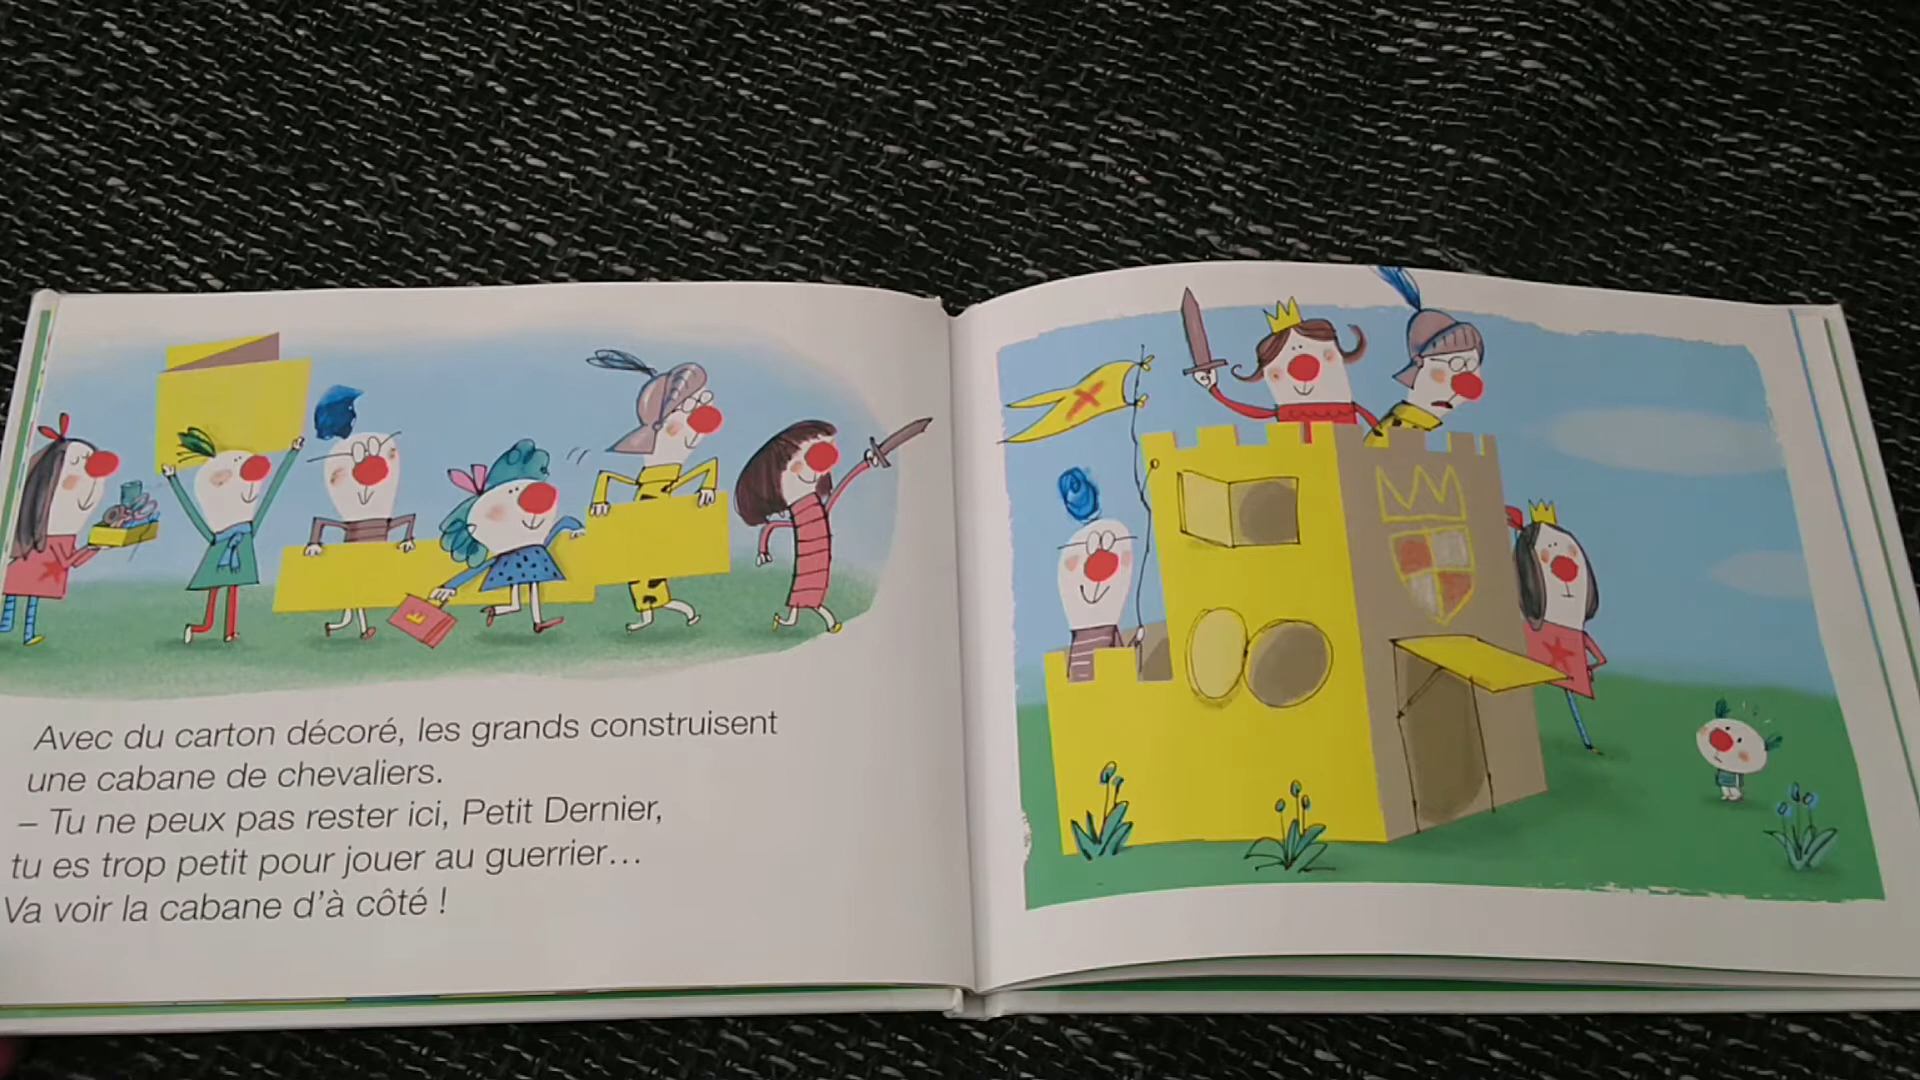 Avec du carton décoré, les grands construisent
une cabane de chevaliers.
– Tu ne peux pas rester ici, Petit Dernier,
tu es trop petit pour jouer au guerrier…
Va voir la cabane d'à côté !